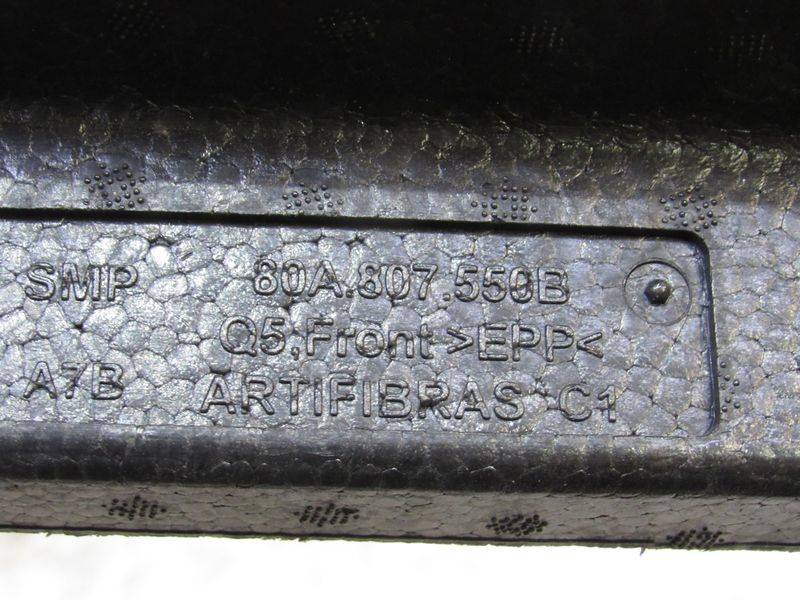 SMP 80A.807.550B
Q5,Front >EPP<
A7B ARTIFIBRAS C1